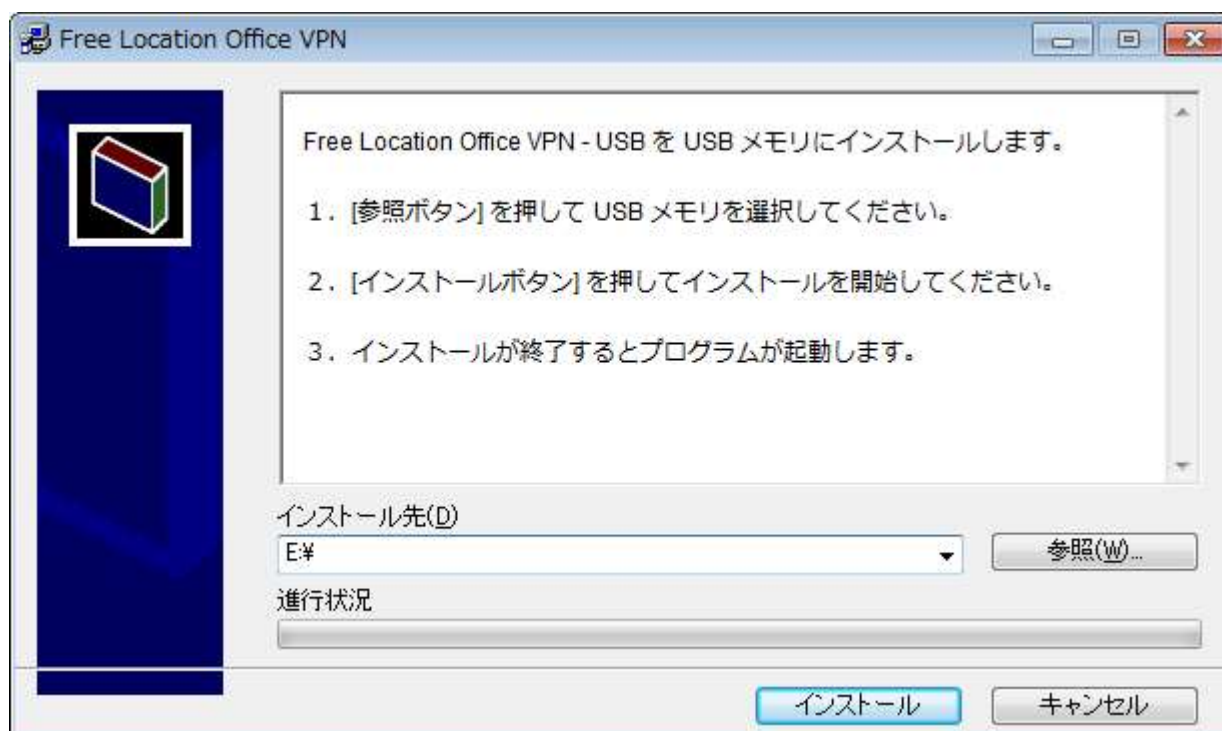 Free Location Office VPN
Free Location Office VPN - USB を USB メモリにインストールします。
１．[参照ボタン] を押して USB メモリを選択してください。
２．[インストールボタン] を押してインストールを開始してください。
３．インストールが終了するとプログラムが起動します。
インストール先(D)
E:¥
参照(W)...
進行状況
インストール
キャンセル